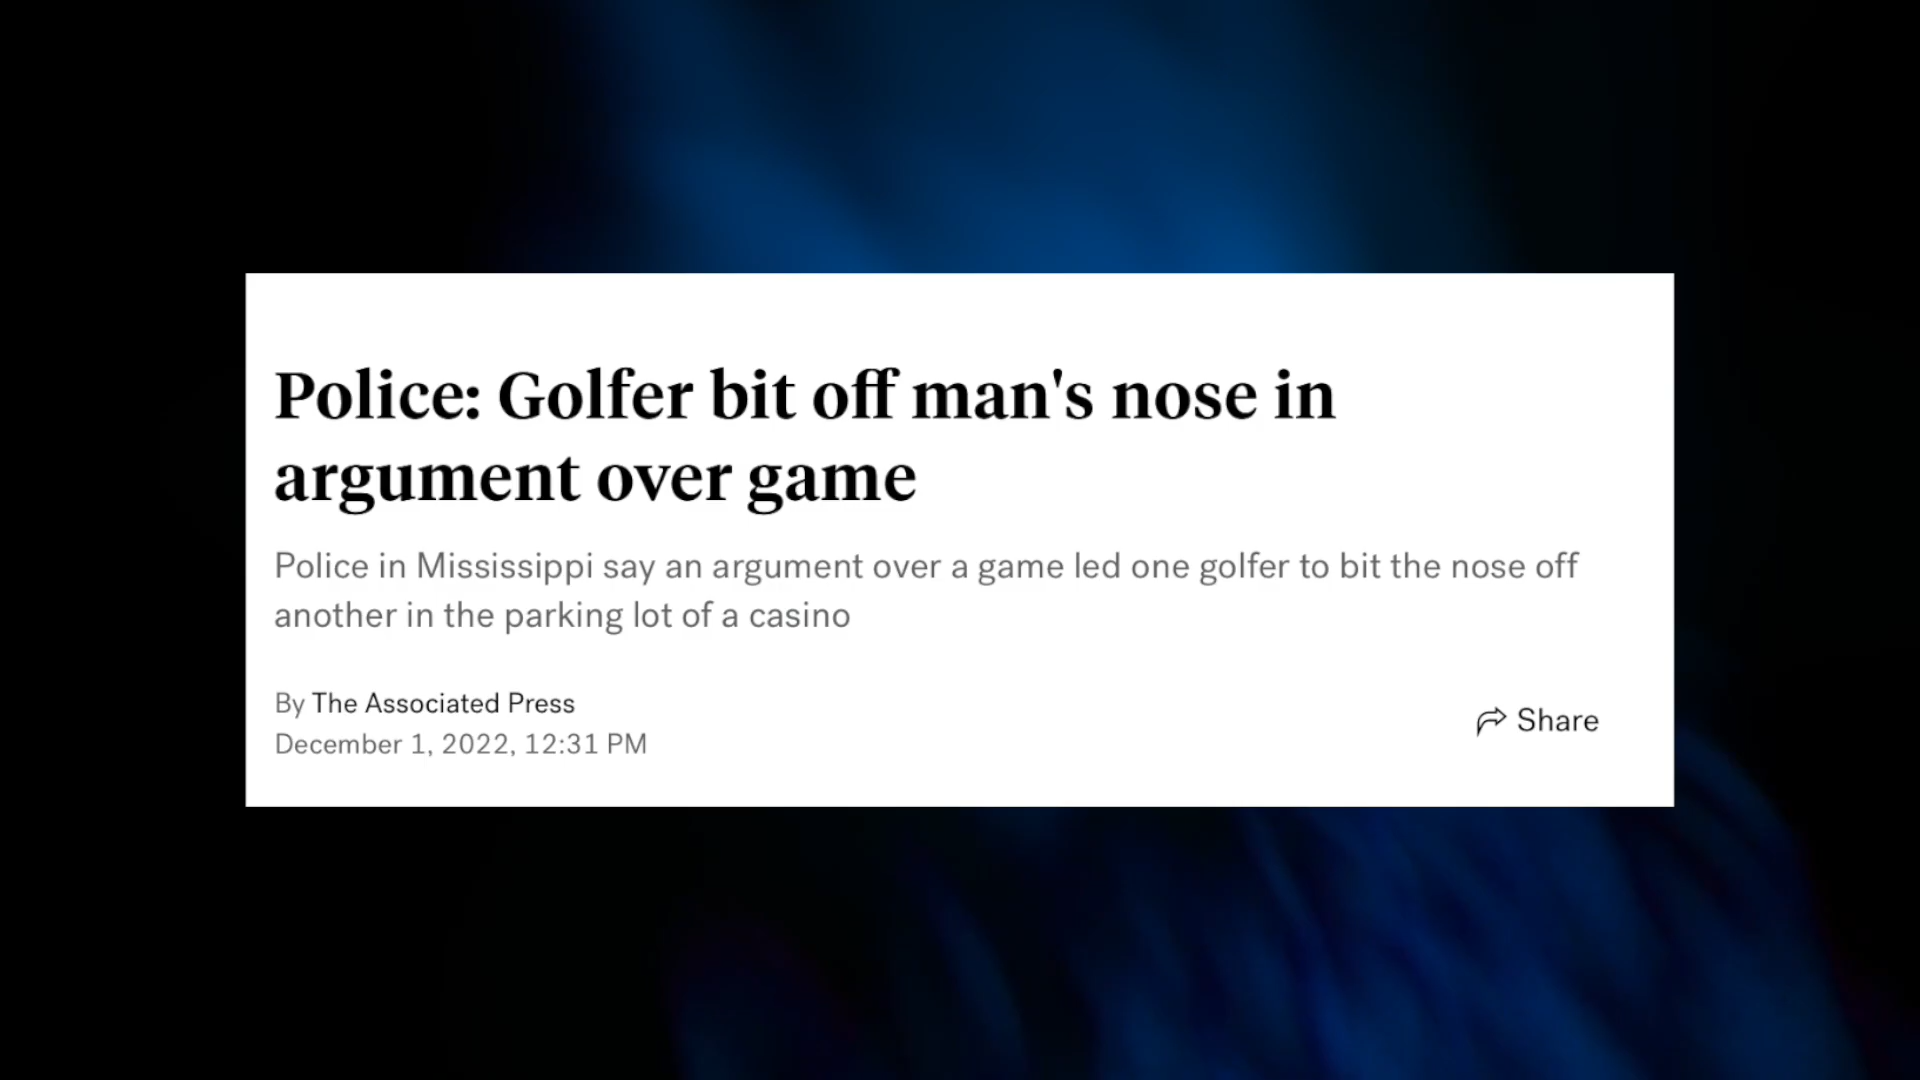 Police: Golfer bit off man's nose in
argument over game
Police in Mississippi say an argument over a game led one golfer to bit the nose off
another in the parking lot of a casino
By The Associated Press
December 1, 2022, 12:31 PM
Share